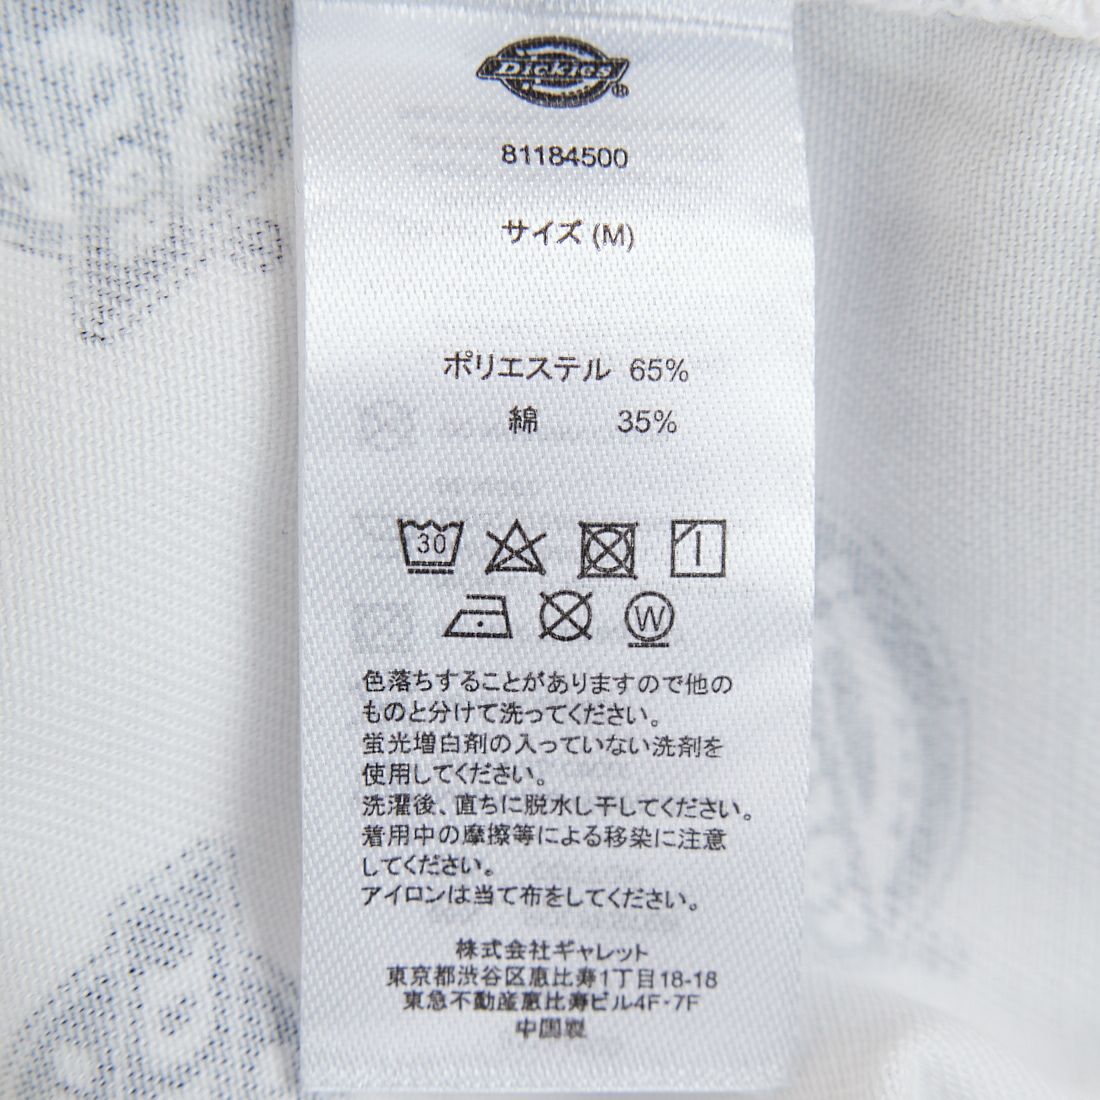 Dickies®
81184500
サイズ (M)
ポリエステル 65%
綿 35%
30
W
色落ちすることがありますので他の
ものと分けて洗ってください。
蛍光増白剤の入っていない洗剤を
使用してください。
洗濯後、直ちに脱水し干してください。
着用中の摩擦等による移染に注意
してください。
アイロンは当て布をしてください。
株式会社ギャレット
東京都渋谷区恵比寿1丁目18-18
東急不動産恵比寿ビル4F・7F
中国製